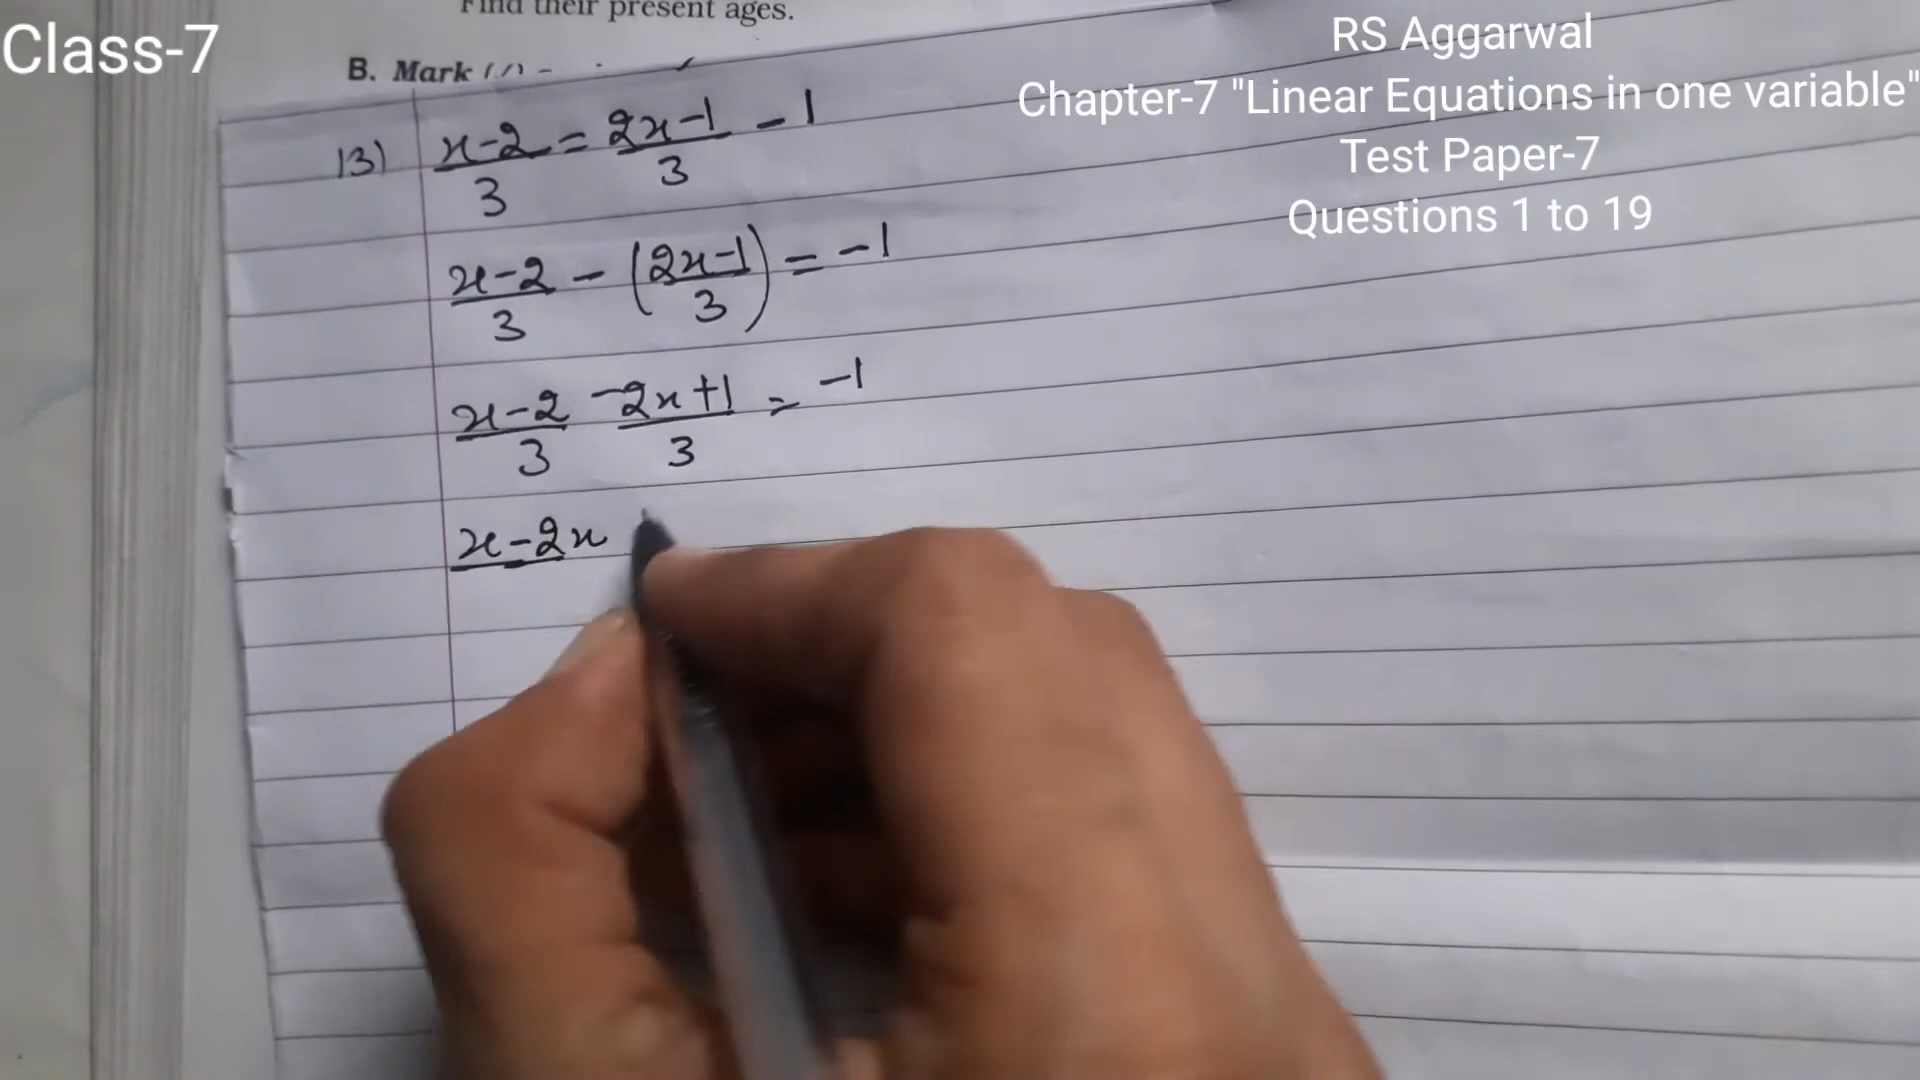 Find their present ages.
Class-7
RS Aggarwal
Chapter-7 "Linear Equations in one variable"
Test Paper-7
Questions 1 to 19
B. Mark
13) x-2/3 = 2x-1/3 - 1
x-2/3 - (2x-1/3) = -1
x-2/3 -2x+1/3 = -1
x-2x